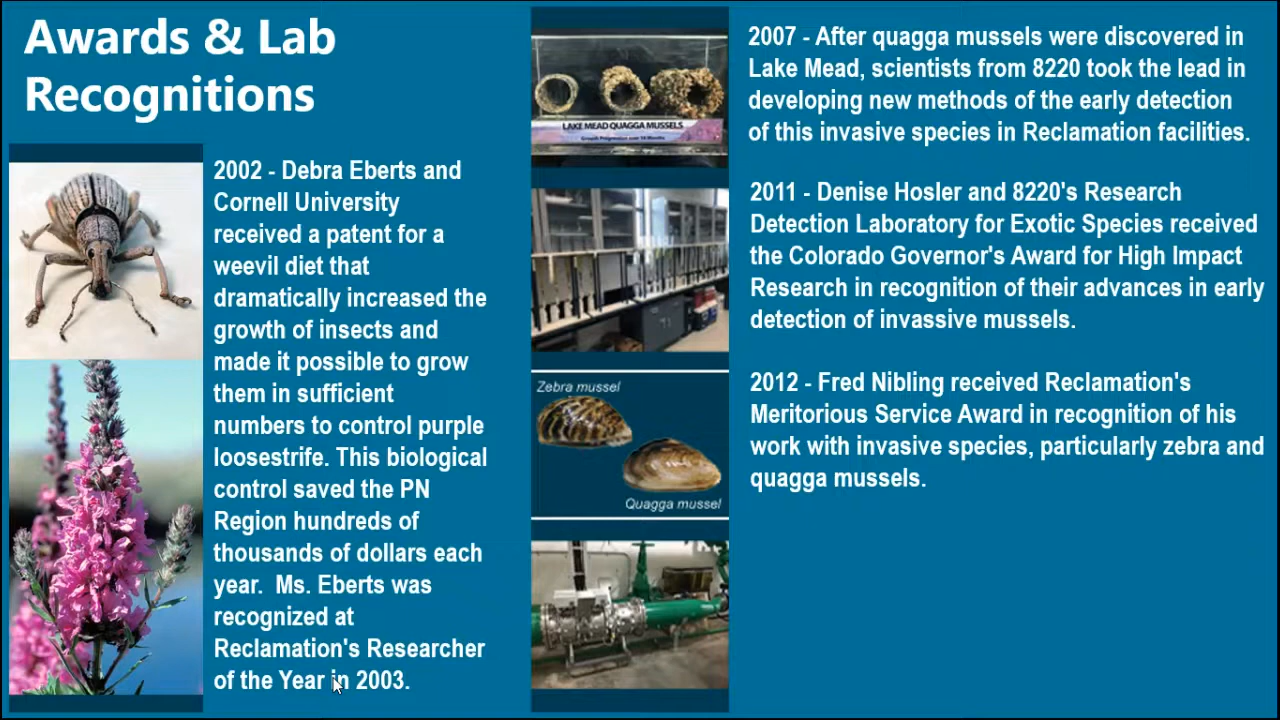 Awards & Lab
Recognitions
2002 - Debra Eberts and
Cornell University
received a patent for a
weevil diet that
dramatically increased the
growth of insects and
made it possible to grow
them in sufficient
numbers to control purple
loosestrife. This biological
control saved the PN
Region hundreds of
thousands of dollars each
year.  Ms. Eberts was
recognized at
Reclamation's Researcher
of the Year in 2003.
LAKE MEAD QUAGGA MUSSELS
Growth Progression over 14 Months
Zebra mussel
Quagga mussel
2007 - After quagga mussels were discovered in
Lake Mead, scientists from 8220 took the lead in
developing new methods of the early detection
of this invasive species in Reclamation facilities.
2011 - Denise Hosler and 8220's Research
Detection Laboratory for Exotic Species received
the Colorado Governor's Award for High Impact
Research in recognition of their advances in early
detection of invassive mussels.
2012 - Fred Nibling received Reclamation's
Meritorious Service Award in recognition of his
work with invasive species, particularly zebra and
quagga mussels.